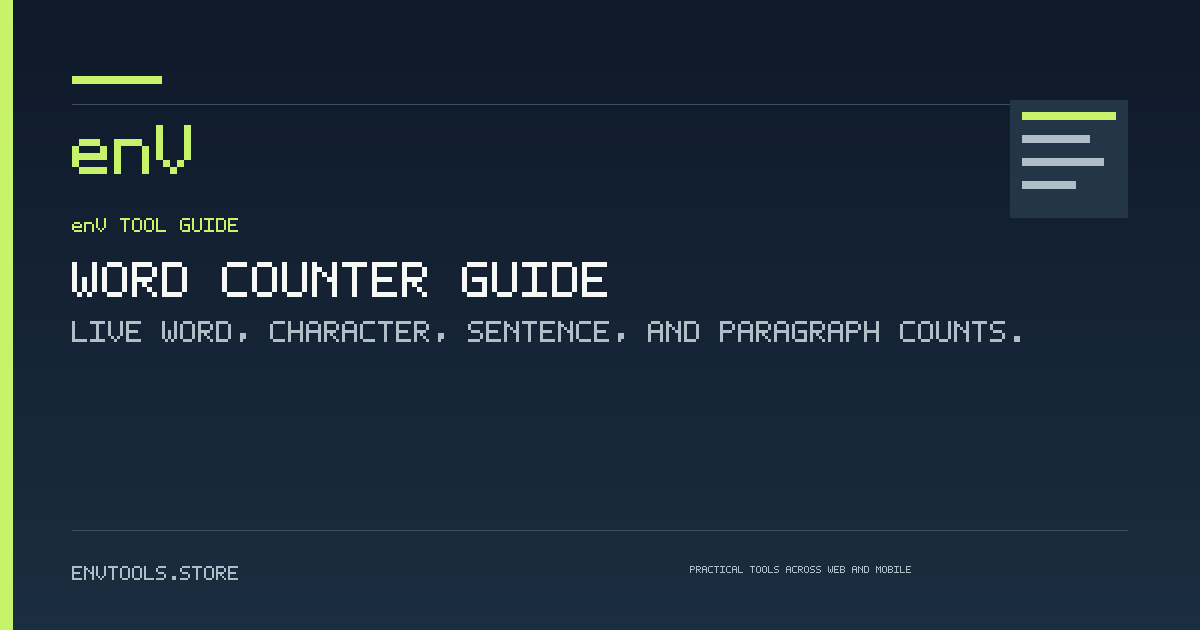 enV
enV TOOL GUIDE
WORD COUNTER GUIDE
LIVE WORD, CHARACTER, SENTENCE, AND PARAGRAPH COUNTS.
ENVTOOLS.STORE
PRACTICAL TOOLS ACROSS WEB AND MOBILE